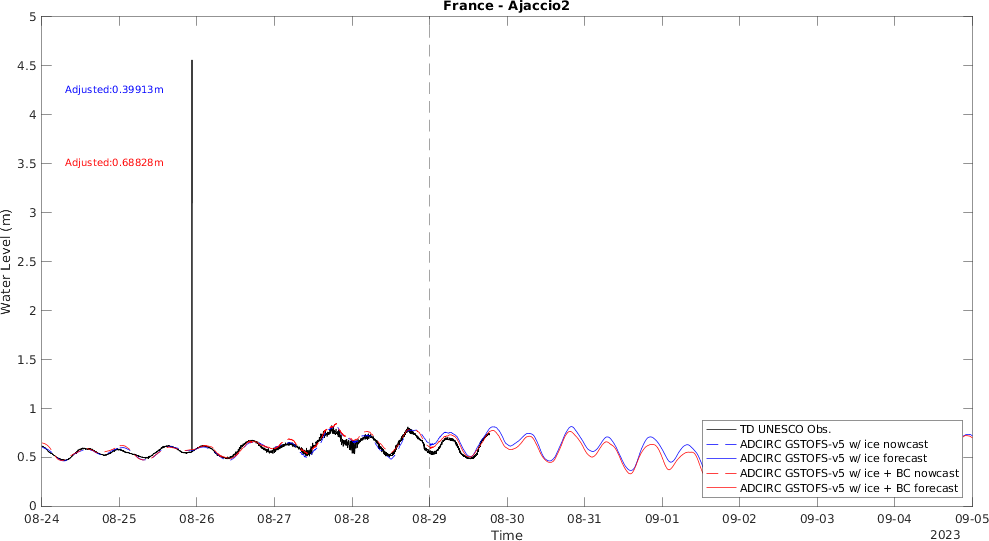 France - Ajaccio2
5
4.5
4
3.5
3
2.5
2
1.5
1
0.5
0
Water Level (m)
Adjusted:0.39913m
Adjusted:0.68828m
TD UNESCO Obs.
ADCIRC GSTOFS-v5 w/ ice nowcast
ADCIRC GSTOFS-v5 w/ ice forecast
ADCIRC GSTOFS-v5 w/ ice + BC nowcast
ADCIRC GSTOFS-v5 w/ ice + BC forecast
08-24 08-25 08-26 08-27 08-28 08-29 08-30 08-31 09-01 09-02 09-03 09-04 09-05
Time
2023